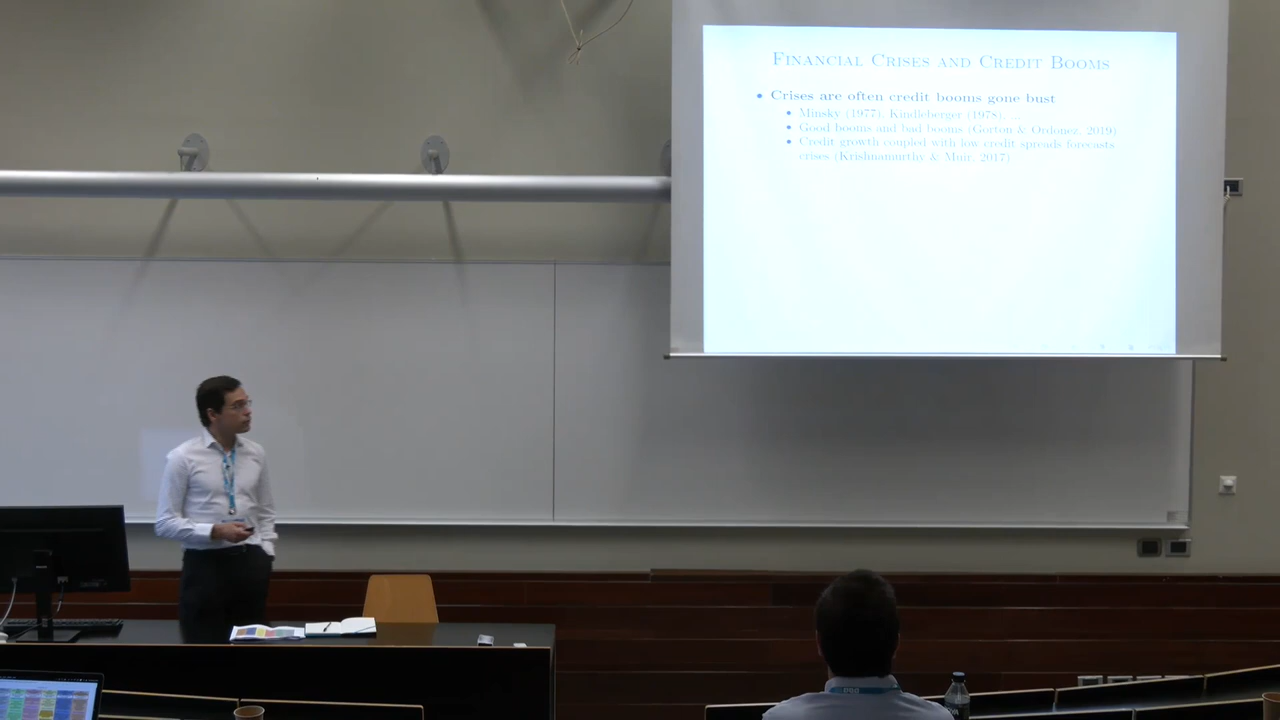 FINANCIAL CRISES AND CREDIT BOOMS
• Crises are often credit booms gone bust
• Minsky (1977), Kindleberger (1978), ...
• Good booms and bad booms (Gorton & Ordonez, 2019)
• Credit growth coupled with low credit spreads forecasts
crises (Krishnamurthy & Muir, 2017)